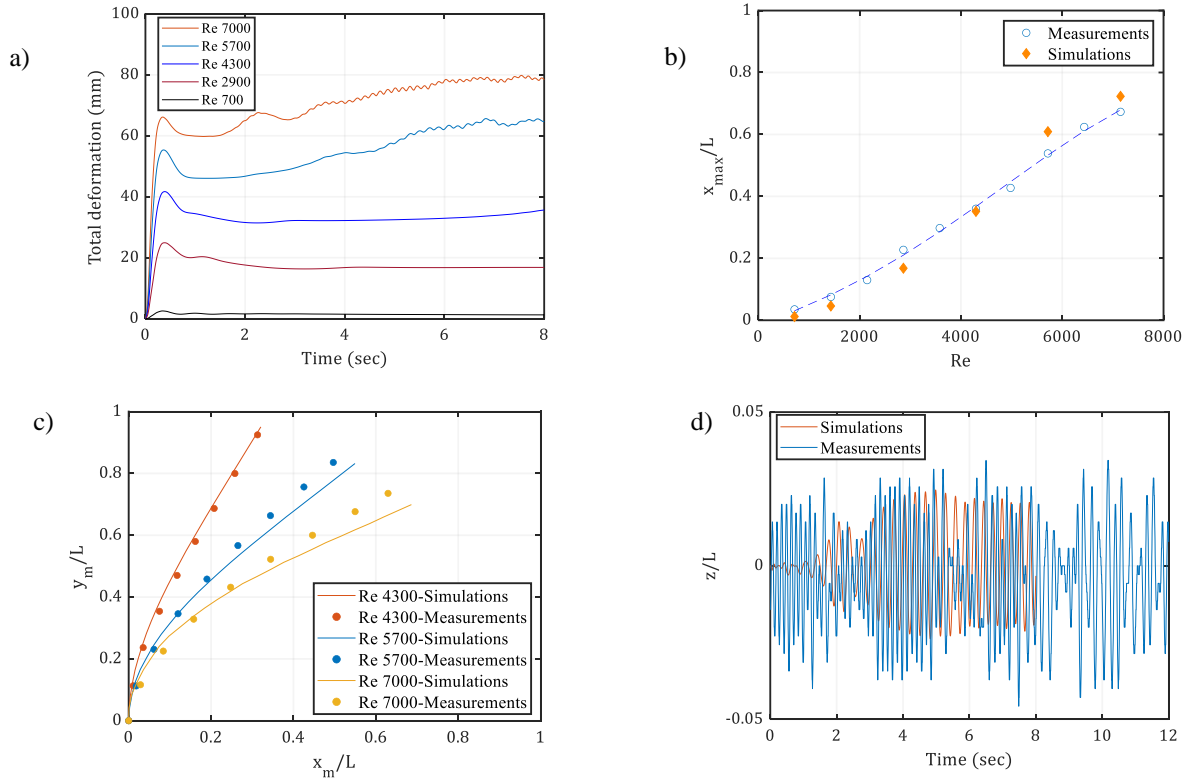 a)
100
80
60
40
20
0
Total deformation (mm)
Re 7000
Re 5700
Re 4300
Re 2900
Re 700
0 2 4 6 8
Time (sec)
b)
1
0.8
0.6
0.4
0.2
0
x_max/L
Measurements
Simulations
0 2000 4000 6000 8000
Re
c)
1
0.8
0.6
0.4
0.2
0
y_m/L
Re 4300-Simulations
Re 4300-Measurements
Re 5700-Simulations
Re 5700-Measurements
Re 7000-Simulations
Re 7000-Measurements
0 0.2 0.4 0.6 0.8 1
x_m/L
d)
0.05
0
-0.05
z/L
Simulations
Measurements
0 2 4 6 8 10 12
Time (sec)